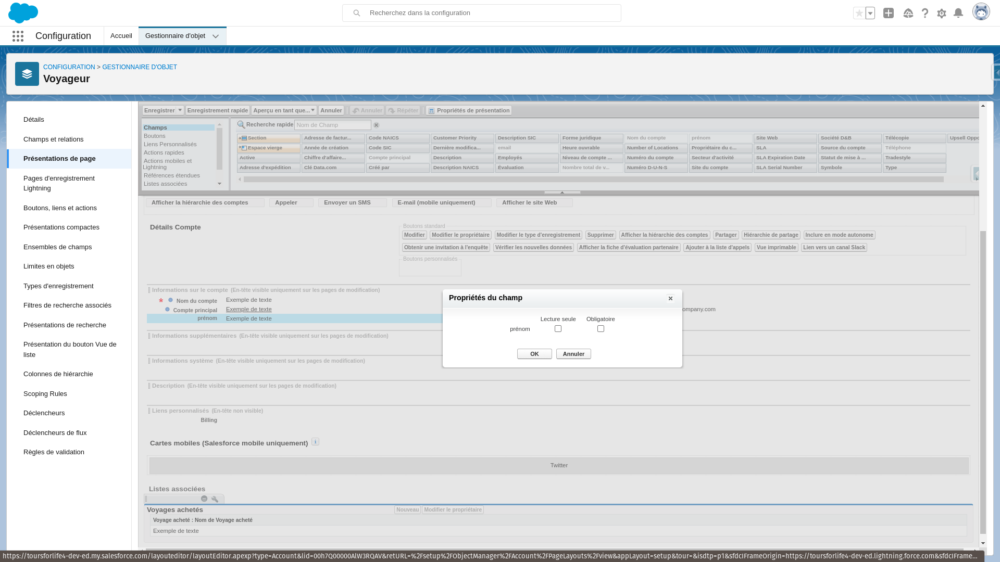 Recherchez dans la configuration
Configuration
Accueil
Gestionnaire d'objet
CONFIGURATION > GESTIONNAIRE D'OBJET
Voyageur
Détails
Champs et relations
Présentations de page
Pages d'enregistrement
Lightning
Boutons, liens et actions
Présentations compactes
Ensembles de champs
Limites en objets
Types d'enregistrement
Filtres de recherche associés
Présentations de recherche
Présentation du bouton Vue de
liste
Colonnes de hiérarchie
Scoping Rules
Déclencheurs
Déclencheurs de flux
Règles de validation
Enregistrer Enregistrement rapide Aperçu en tant que... Annuler Annuler Répéter Propriétés de présentation
Champs
Boutons
Liens Personnalisés
Actions rapides
Actions mobiles et
Lightning
Références étendues
Listes associées
Recherche rapide Nom de Champ
Section Adresse de factur... Code NAICS Customer Priority Description SIC Forme juridique Nom du compte prénom Site Web Société D&B Télécopie Upsell Oppo
Espace vierge Année de création Code SIC Dernière modifica... email Heure ouvrable Number of Locations Propriétaire du c... SLA Source du compte Téléphone
Active Chiffre d'affaire... Compte principal Description Employés Niveau de compte ... Numéro du compte Secteur d'activité SLA Expiration Date Statut de mise à ... Tradestyle
Adresse d'expédition Clé Data.com Créé par Description NAICS Évaluation Nombre total de v... Numéro D-U-N-S Site du compte SLA Serial Number Symbole Type
Afficher la hiérarchie des comptes Appeler Envoyer un SMS E-mail (mobile uniquement) Afficher le site Web
Détails Compte
Boutons standard
Modifier Modifier le propriétaire Modifier le type d'enregistrement Supprimer Afficher la hiérarchie des comptes Partager Hiérarchie de partage Inclure en mode autonome
Obtenir une invitation à l'enquête Vérifier les nouvelles données Afficher la fiche d'évaluation partenaire Ajouter à la liste d'appels Vue imprimable Lien vers un canal Slack
Boutons personnalisés
Informations sur le compte (En-tête visible uniquement sur les pages de modification)
* Nom du compte Exemple de texte
Compte principal Exemple de texte
ompany.com
prénom Exemple de texte
Informations supplémentaires (En-tête visible uniquement sur les pages de modification)
Informations système (En-tête visible uniquement sur les pages de modification)
Description (En-tête visible uniquement sur les pages de modification)
Liens personnalisés (En-tête non visible)
Billing
Propriétés du champ
Lecture seule Obligatoire
prénom
OK Annuler
Cartes mobiles (Salesforce mobile uniquement) i
Twitter
Listes associées
Voyages achetés Nouveau Modifier le propriétaire
Voyage acheté : Nom de Voyage acheté
Exemple de texte
https://toursforlife4-dev-ed.my.salesforce.com/layouteditor/layoutEditor.apexp?type=Account&lid=00h7Q00000AlW3RQAV&retURL=%2Fsetup%2FObjectManager%2FAccount%2FPageLayouts%2Fview&appLayout=setup&tour=&isdtp=p1&sfdcIFrameOrigin=https://toursforlife4-dev-ed.lightning.force.com&sfdcIFrame...